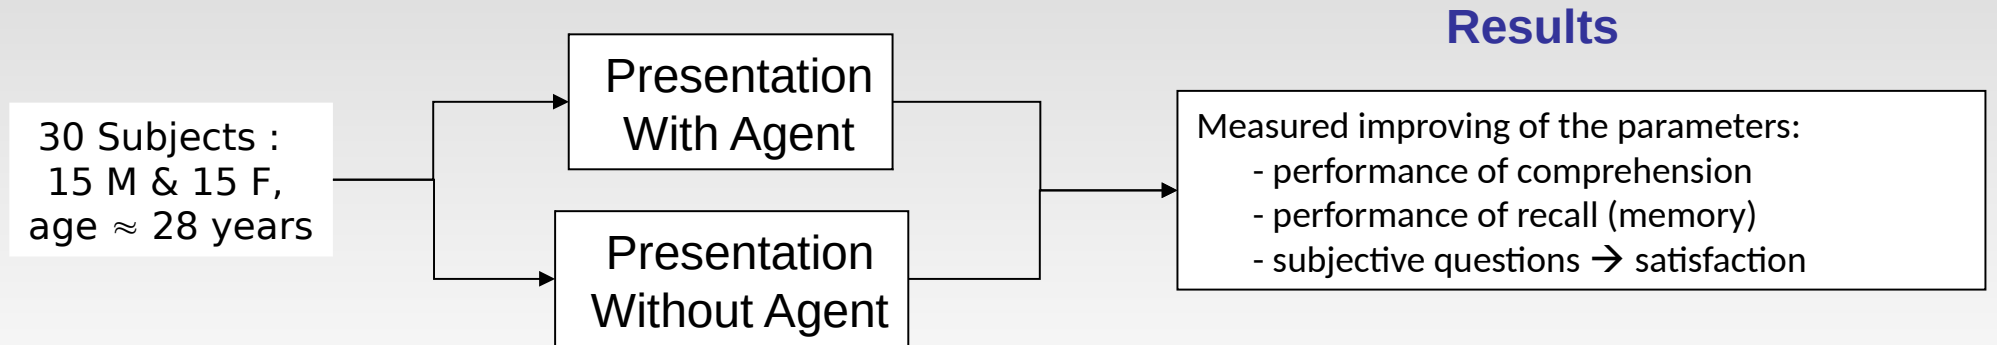 30 Subjects :
15 M & 15 F,
age ≈ 28 years
Presentation
With Agent
Presentation
Without Agent
Results
Measured improving of the parameters:
- performance of comprehension
- performance of recall (memory)
- subjective questions → satisfaction